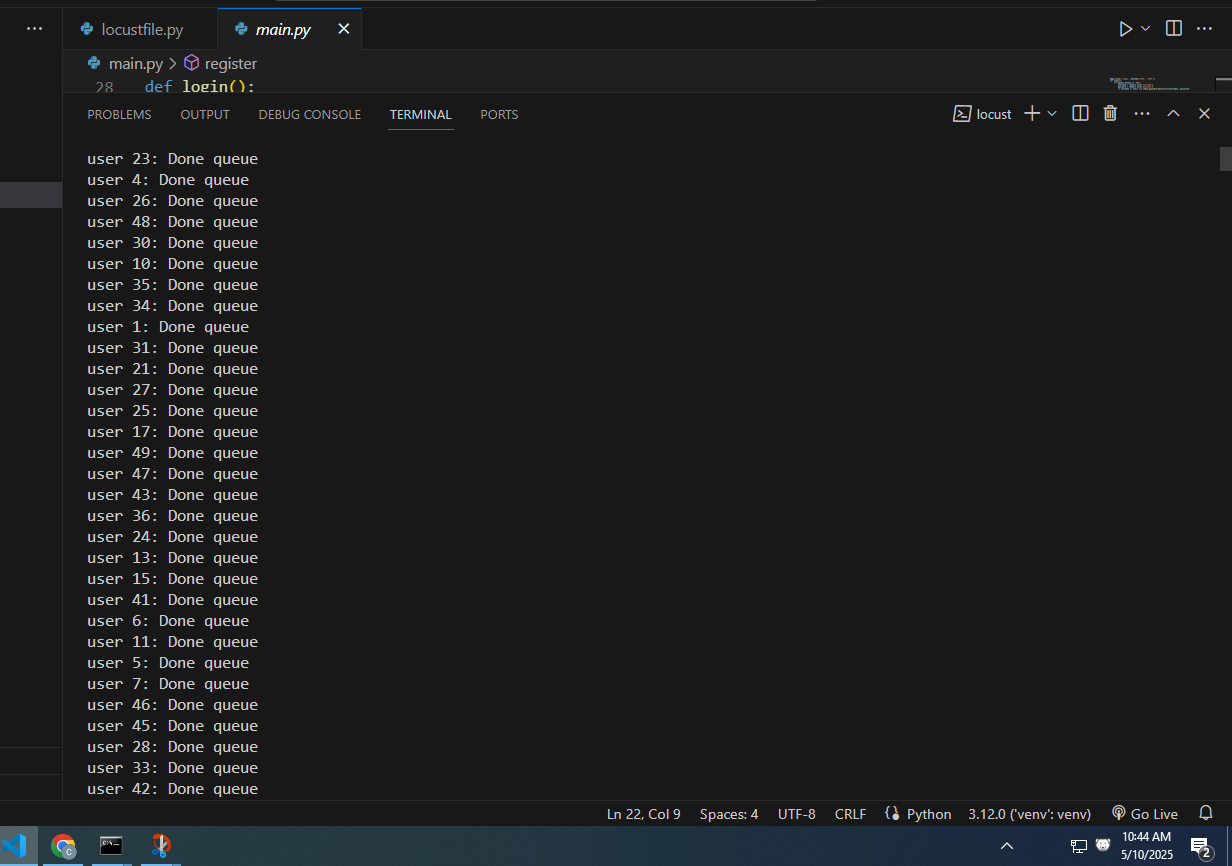 locustfile.py
main.py
main.py > register
28 def login():
PROBLEMS OUTPUT DEBUG CONSOLE TERMINAL PORTS
locust
user 23: Done queue
user 4: Done queue
user 26: Done queue
user 48: Done queue
user 30: Done queue
user 10: Done queue
user 35: Done queue
user 34: Done queue
user 1: Done queue
user 31: Done queue
user 21: Done queue
user 27: Done queue
user 25: Done queue
user 17: Done queue
user 49: Done queue
user 47: Done queue
user 43: Done queue
user 36: Done queue
user 24: Done queue
user 13: Done queue
user 15: Done queue
user 41: Done queue
user 6: Done queue
user 11: Done queue
user 5: Done queue
user 7: Done queue
user 46: Done queue
user 45: Done queue
user 28: Done queue
user 33: Done queue
user 42: Done queue
Ln 22, Col 9 Spaces: 4 UTF-8 CRLF Python 3.12.0 ('venv': venv) Go Live
10:44 AM
5/10/2025
2